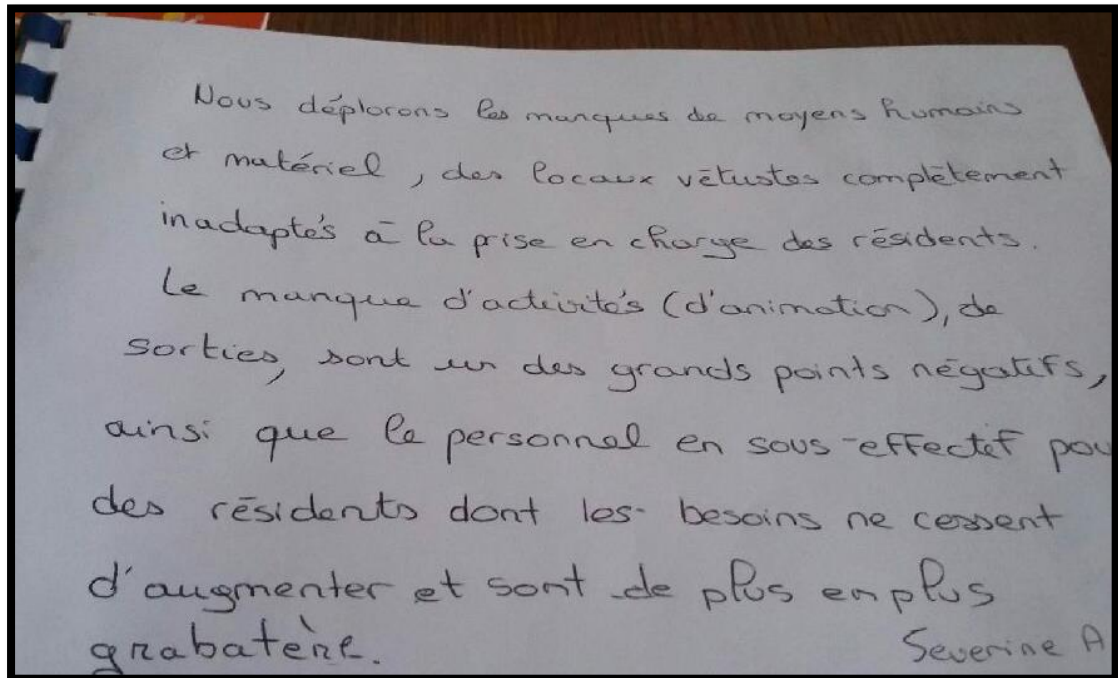 Nous déplorons les manques de moyens humains
et matériel, des locaux vétustes complètement
inadaptés à la prise en charge des résidents.
Le manque d'activités (d'animation), de
sorties, sont un des grands points négatifs,
ainsi que le personnel en sous-effectif pou
des résidents dont les besoins ne cessent
d'augmenter et sont de plus en plus
grabatère.
Severine A